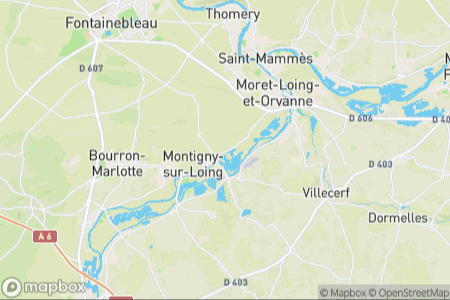 Thomery
Fontainebleau
Saint-Mammès
D 607
Moret-Loing-
et-Orvanne
D 606
D 40
Bourron-
Marlotte
Montigny-
sur-Loing
D 403
Villecerf
Dormelles
A 6
D 403
mapbox
© Mapbox © OpenStreetMap